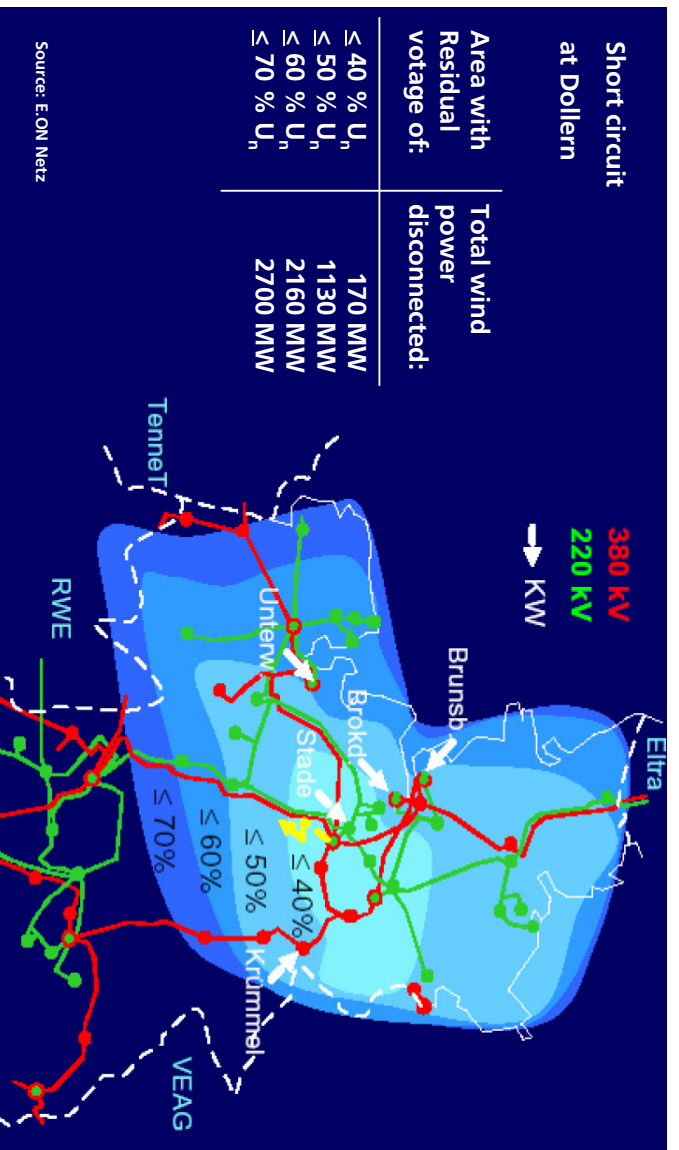 Short circuit
at Dollern
Area with
Residual
votage of:
Total wind
power
disconnected:
≤ 40 % Un
170 MW
≤ 50 % Un
1130 MW
≤ 60 % Un
2160 MW
≤ 70 % Un
2700 MW
Source: E.ON Netz
380 kV
220 kV
KW
Eltra
Brunsb
Brokd
Unterw
Stade
Krümmel
TenneT
RWE
VEAG
≤ 40%
≤ 50%
≤ 60%
≤ 70%